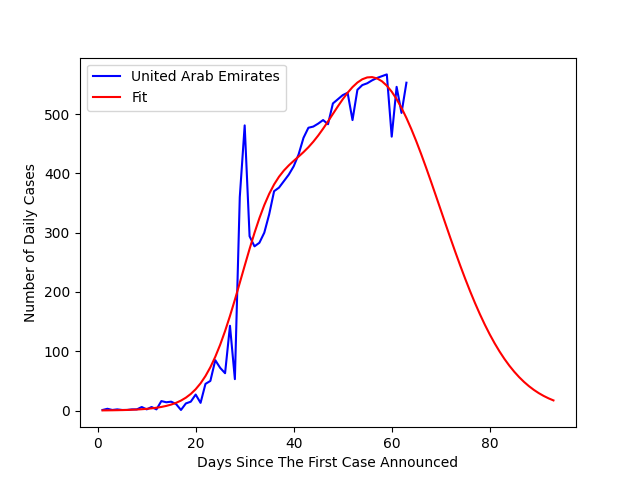 United Arab Emirates
Fit
Number of Daily Cases
500
400
300
200
100
0
0 20 40 60 80
Days Since The First Case Announced